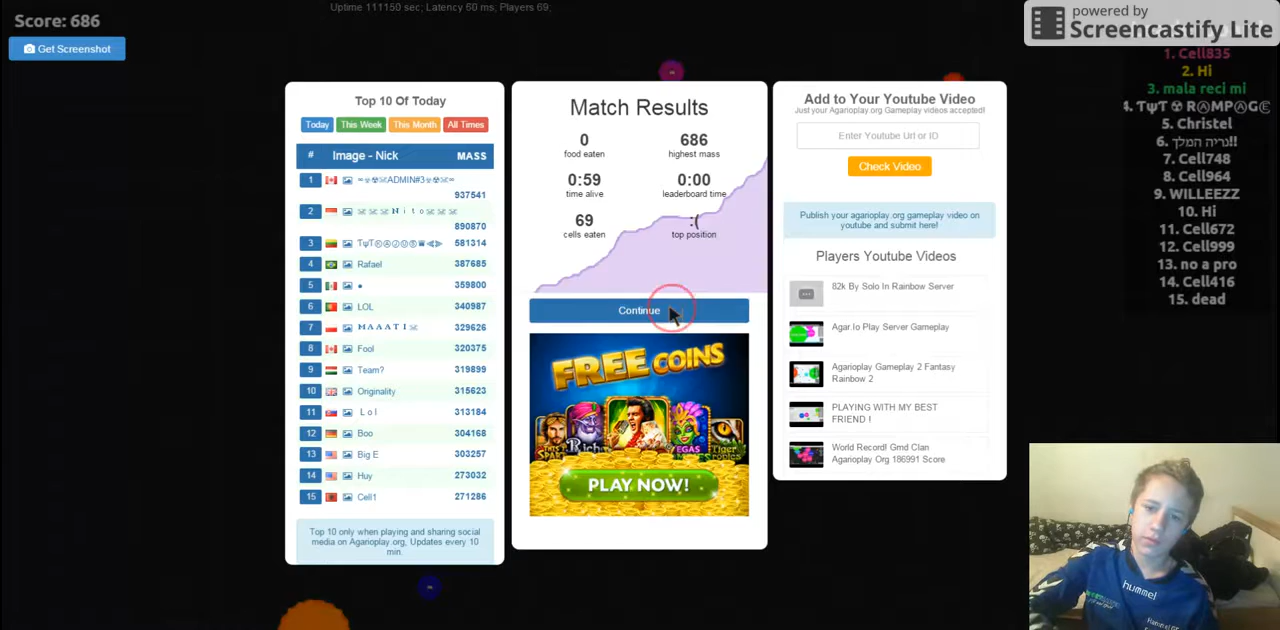 Uptime 111150 sec; Latency 60 ms; Players 69;
Score: 686
Get Screenshot
powered by
Screencastify Lite
1. Cell835
2. Hi
3. mala reci mi
5. Christel
6. נריה המלך!!
7. Cell748
8. Cell964
9. WILLEEZZ
10. Hi
11. Cell672
12. Cell999
13. no a pro
14. Cell416
15. dead
Top 10 Of Today
Today This Week This Month All Times
# Image - Nick MASS
1 ADMIN#3
937541
2 N i t o
890870
3 581314
4 Rafael 387685
5 ● 359800
6 LOL 340987
7 MAAATI 329626
8 Fool 320375
9 Team? 319899
10 Originality 315623
11 L o l 313184
12 Boo 304168
13 Big E 303257
14 Huy 273032
15 Cell1 271286
Top 10 only when playing and sharing social
media on Agarioplay.org, Updates every 10
min.
Match Results
0 686
food eaten highest mass
0:59 0:00
time alive leaderboard time
69 :(
cells eaten top position
Continue
FREE COINS
PLAY NOW!
Add to Your Youtube Video
Just your Agarioplay.org Gameplay videos accepted!
Enter Youtube Url or ID
Check Video
Publish your agarioplay.org gameplay video on
youtube and submit here!
Players Youtube Videos
82k By Solo In Rainbow Server
Agar.Io Play Server Gameplay
Agarioplay Gameplay 2 Fantasy
Rainbow 2
PLAYING WITH MY BEST
FRIEND !
World Record! Gmd Clan
Agarioplay Org 186991 Score
hummel